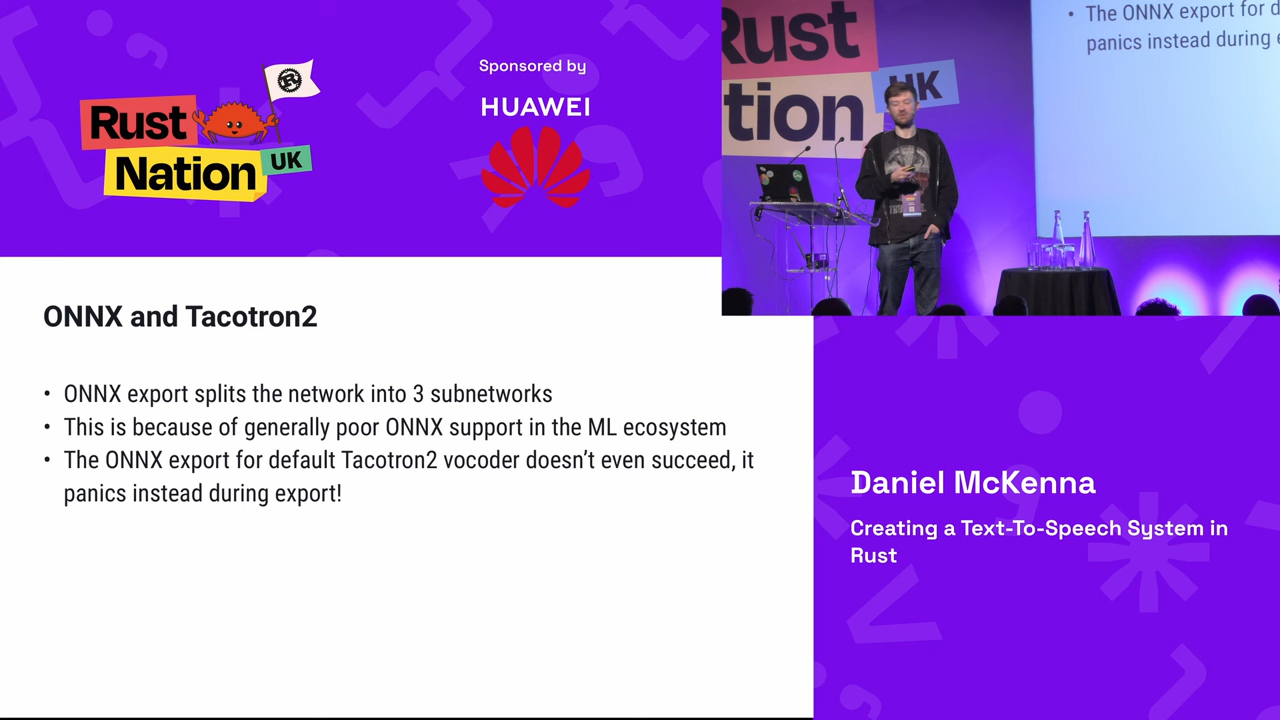 Rust
Nation
UK
Sponsored by
HUAWEI
ONNX and Tacotron2
• ONNX export splits the network into 3 subnetworks
• This is because of generally poor ONNX support in the ML ecosystem
• The ONNX export for default Tacotron2 vocoder doesn’t even succeed, it
panics instead during export!
Rust
tion
UK
• The ONNX export for d
panics instead during e
Daniel McKenna
Creating a Text-To-Speech System in
Rust